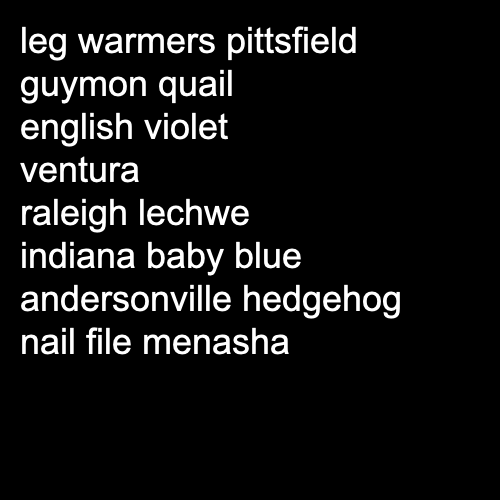 leg warmers pittsfield
guymon quail
english violet
ventura
raleigh lechwe
indiana baby blue
andersonville hedgehog
nail file menasha